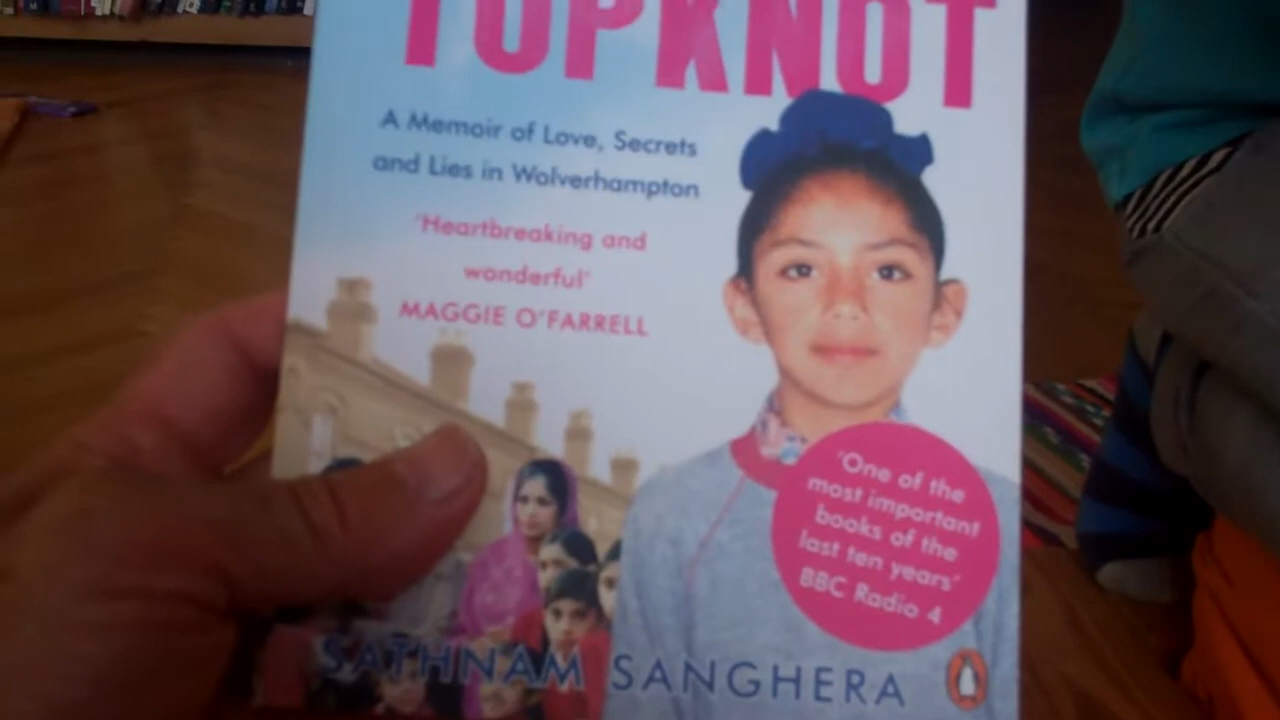 TOPKNOT
A Memoir of Love, Secrets
and Lies in Wolverhampton
'Heartbreaking and
wonderful'
MAGGIE O'FARRELL
'One of the
most important
books of the
last ten years'
BBC Radio 4
SATHNAM SANGHERA